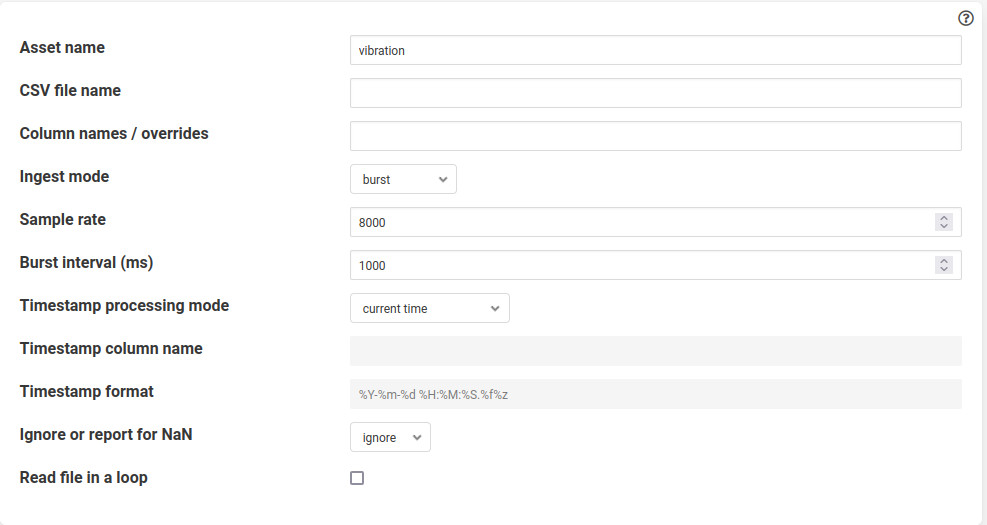 ?
Asset name
vibration
CSV file name
Column names / overrides
Ingest mode
burst
Sample rate
8000
Burst interval (ms)
1000
Timestamp processing mode
current time
Timestamp column name
Timestamp format
%Y-%m-%d %H:%M:%S.%f%z
Ignore or report for NaN
ignore
Read file in a loop